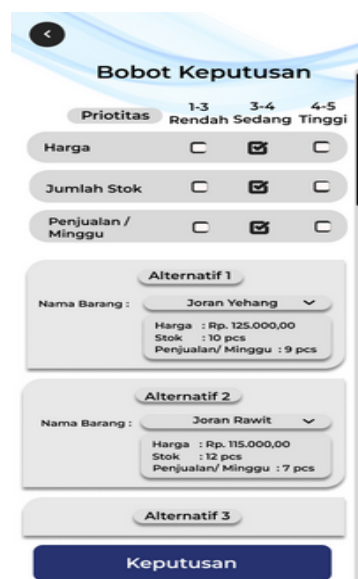 Bobot Keputusan
Priotitas
1-3 3-4 4-5
Rendah Sedang Tinggi
Harga
Jumlah Stok
Penjualan /
Minggu
Alternatif 1
Nama Barang : Joran Yehang
Harga : Rp. 125.000,00
Stok : 10 pcs
Penjualan/ Minggu : 9 pcs
Alternatif 2
Nama Barang : Joran Rawit
Harga : Rp. 115.000,00
Stok : 12 pcs
Penjualan/ Minggu : 7 pcs
Alternatif 3
Keputusan